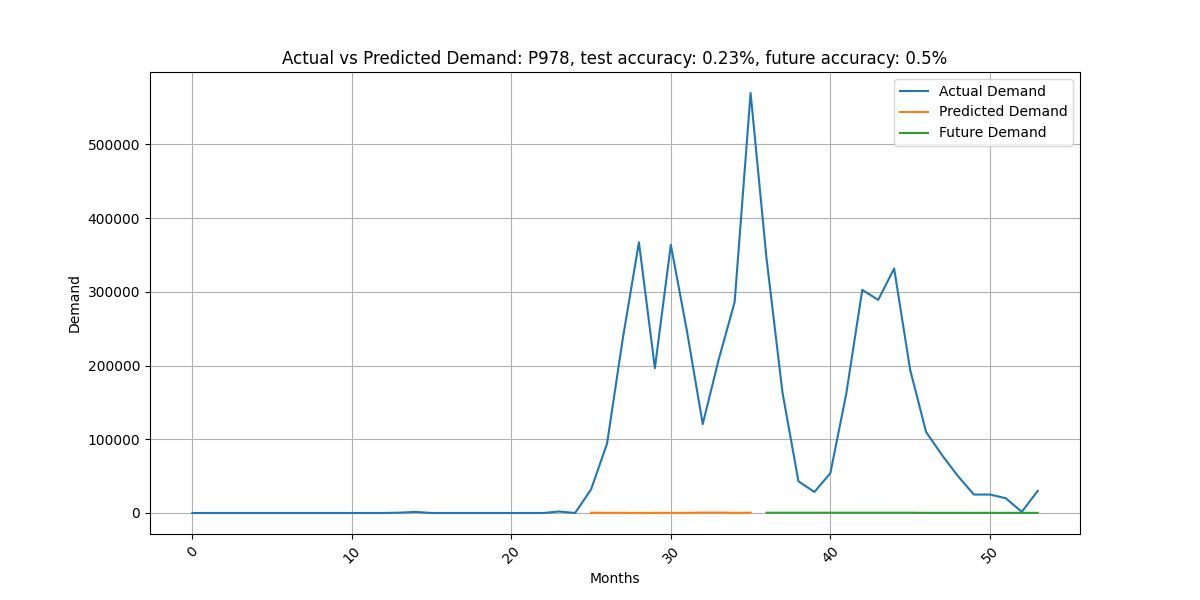 Actual vs Predicted Demand: P978, test accuracy: 0.23%, future accuracy: 0.5%
Actual Demand
Predicted Demand
Future Demand
Demand
500000
400000
300000
200000
100000
0
0 10 20 30 40 50
Months